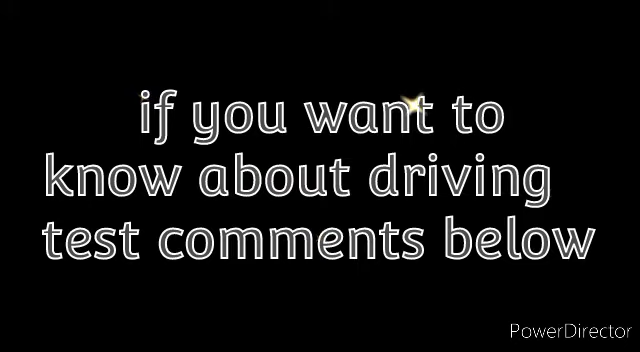 if you want to
know about driving
test comments below
PowerDirector